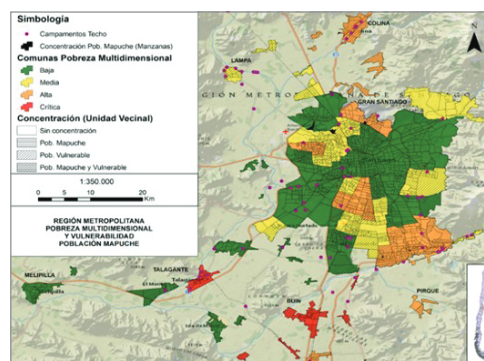 Simbología
Campamentos Techo
Concentración Pob. Mapuche (Manzanas)
Comunas Pobreza Multidimensional
Baja
Media
Alta
Crítica
Concentración (Unidad Vecinal)
Sin concentración
Pob. Mapuche
Pob. Vulnerable
Pob. Mapuche y Vulnerable
1:350.000
0 5 10 20
Km
REGIÓN METROPOLITANA
POBREZA MULTIDIMENSIONAL
Y VULNERABILIDAD
POBLACIÓN MAPUCHE
N
COLINA
LAMPA
GRAN SANTIAGO
TALAGANTE
MELIPILLA
BUIN
PIRQUE